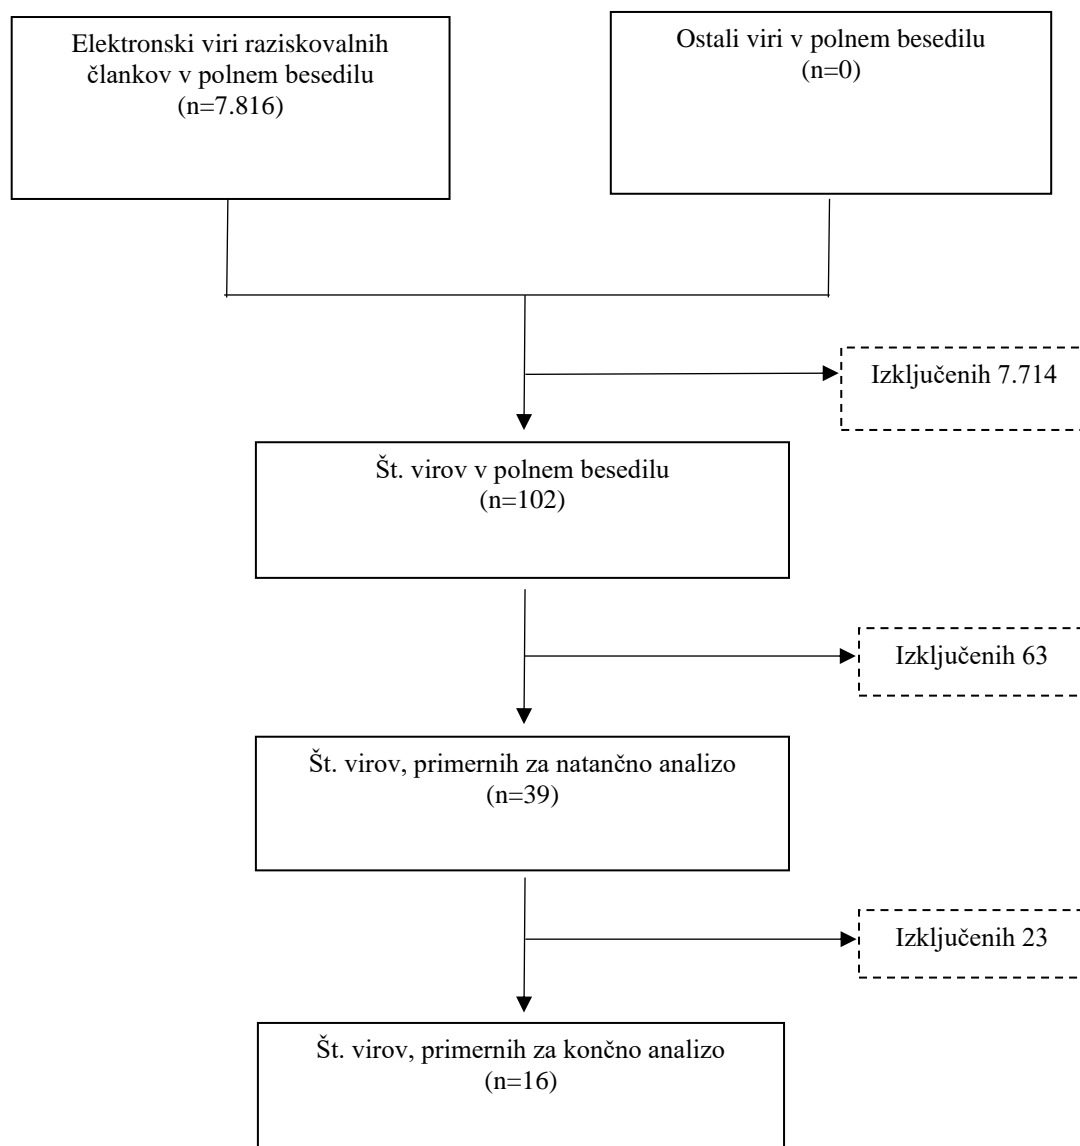 Elektronski viri raziskovalnih
člankov v polnem besedilu
(n=7.816)
Ostali viri v polnem besedilu
(n=0)
Izključenih 7.714
Št. virov v polnem besedilu
(n=102)
Izključenih 63
Št. virov, primernih za natančno analizo
(n=39)
Izključenih 23
Št. virov, primernih za končno analizo
(n=16)